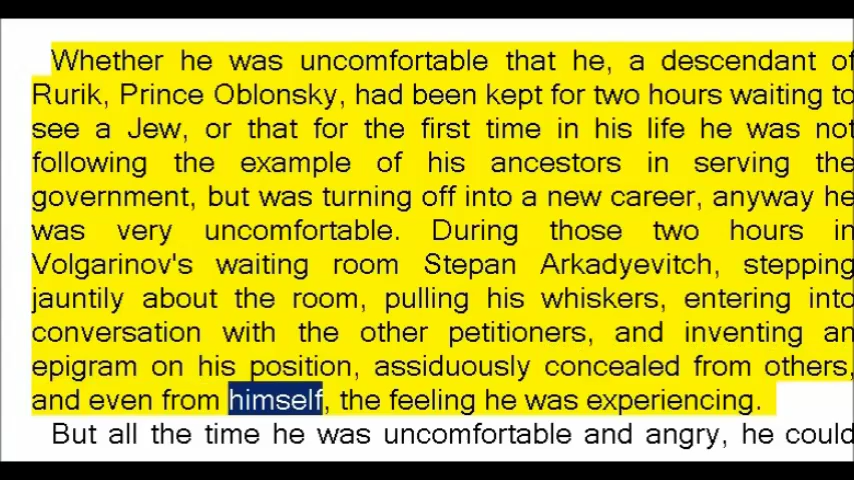 Whether he was uncomfortable that he, a descendant of
Rurik, Prince Oblonsky, had been kept for two hours waiting to
see a Jew, or that for the first time in his life he was not
following the example of his ancestors in serving the
government, but was turning off into a new career, anyway he
was very uncomfortable. During those two hours in
Volgarinov's waiting room Stepan Arkadyevitch, stepping
jauntily about the room, pulling his whiskers, entering into
conversation with the other petitioners, and inventing an
epigram on his position, assiduously concealed from others,
and even from himself, the feeling he was experiencing.
But all the time he was uncomfortable and angry, he could